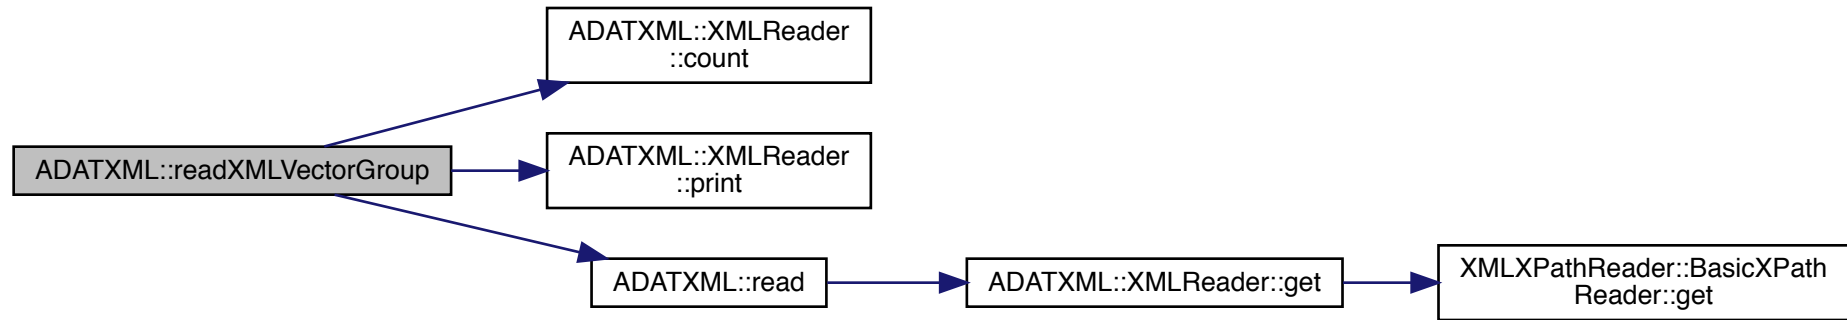 ADATXML::XMLReader
::count
ADATXML::readXMLVectorGroup
ADATXML::XMLReader
::print
ADATXML::read
ADATXML::XMLReader::get
XMLXPathReader::BasicXPath
Reader::get